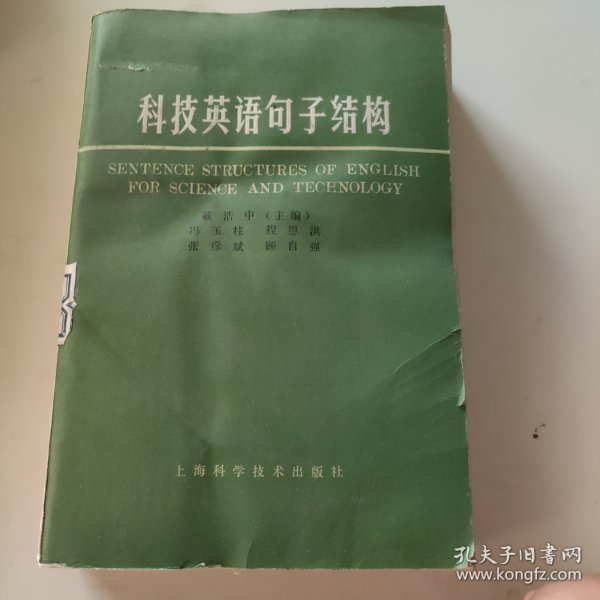 科技英语句子结构
SENTENCE STRUCTURES OF ENGLISH
FOR SCIENCE AND TECHNOLOGY
戴浩中（主编）
冯玉柱 程恩洪
张彦斌 顾自强
上海科学技术出版社
孔夫子旧书网
www.kongfz.com